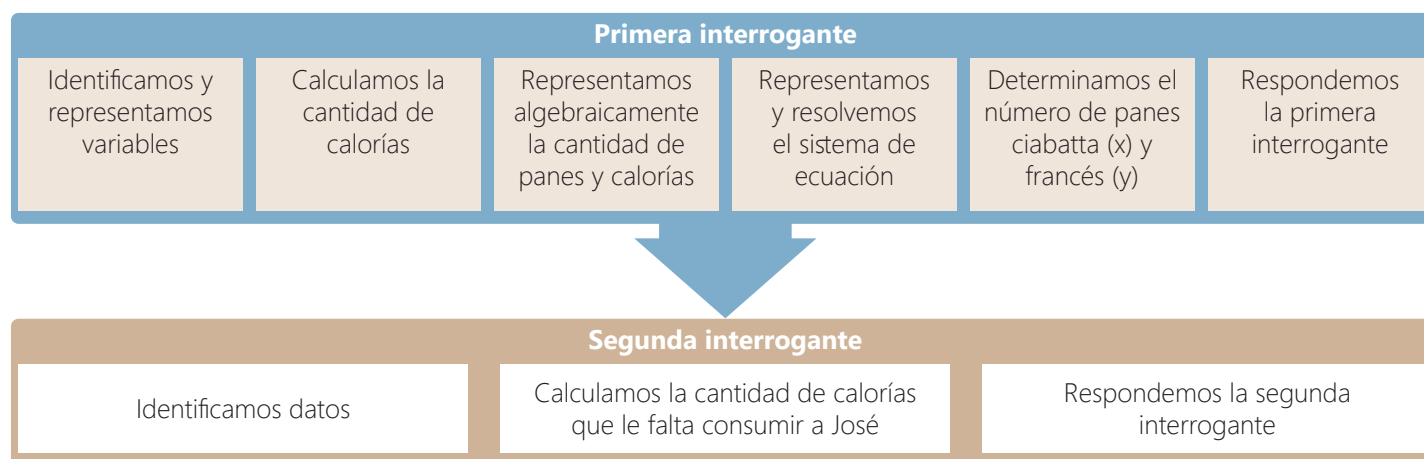 Primera interrogante
Identificamos y
representamos
variables
Calculamos la
cantidad de
calorías
Representamos
algebraicamente
la cantidad de
panes y calorías
Representamos
y resolvemos
el sistema de
ecuación
Determinamos el
número de panes
ciabatta (x) y
francés (y)
Respondemos
la primera
interrogante
Segunda interrogante
Identificamos datos
Calculamos la cantidad de calorías
que le falta consumir a José
Respondemos la segunda
interrogante